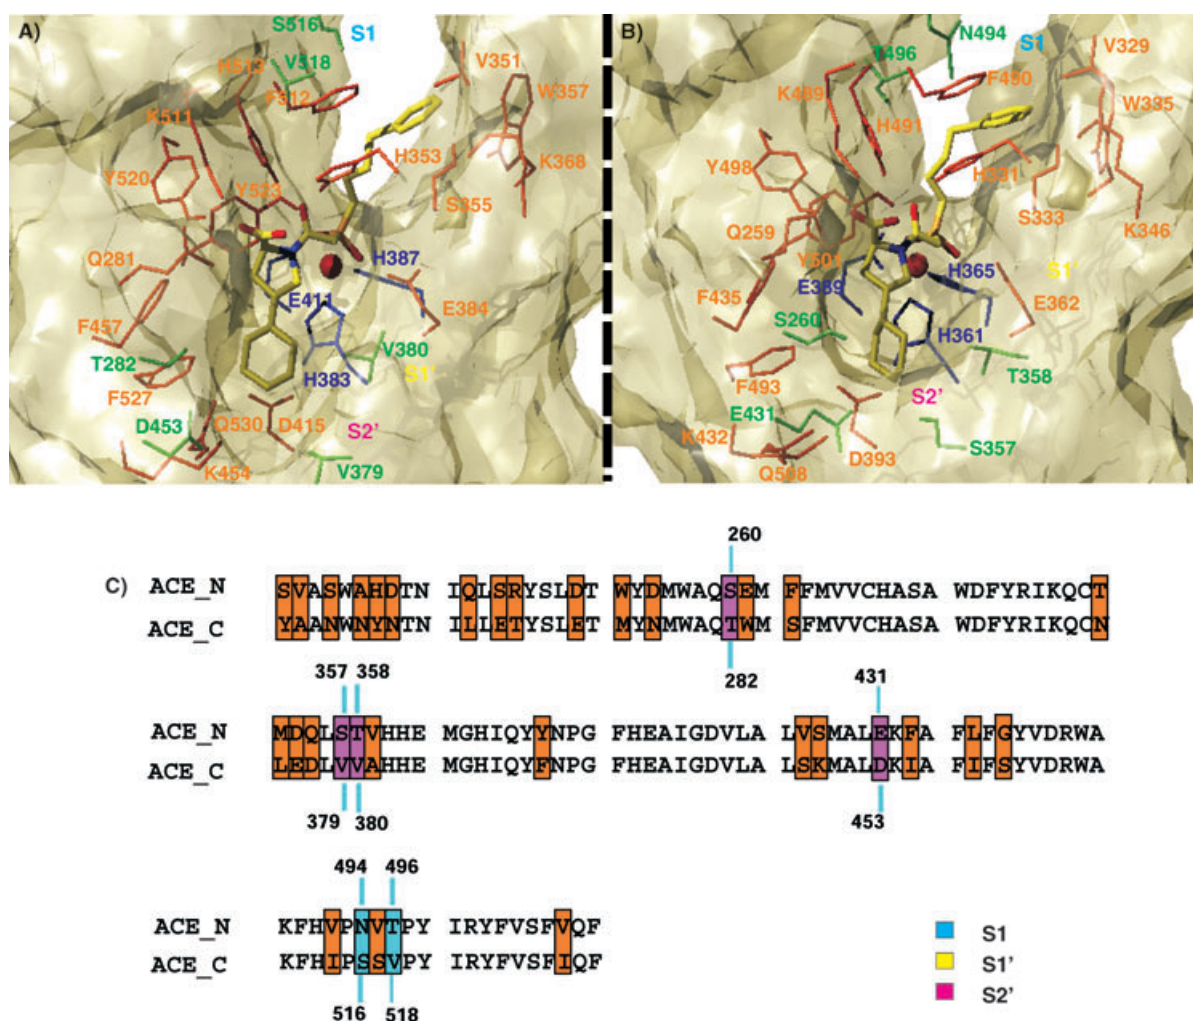 A)
S516
S1
V518
H513
F512
V351
W357
K511
H353
K368
Y520
Y523
S355
Q281
H387
E411
E384
F457
V380
T282
H383
S1'
F527
D453
Q530
D415
S2'
K454
V379
B)
N494
S1
T496
V329
F490
K489
W335
H491
Y498
H331
S333
K346
Q259
Y501
H365
S1'
E389
F435
E362
S260
H361
T358
F493
S2'
E431
K432
S357
D393
Q508
260
C) ACE_N SVASWAHDTN IQLSRYSLDT WYDMWAQSEM FFMVVCHASA WDFYRIKQCT
ACE_C YAANWNYNTN ILLETYSLET MYNMWAQTWM SFMVVCHASA WDFYRIKQCN
282
357 358 431
ACE_N MDQLSTVHHE MGHIQYYNPG FHEAIGDVLA LVSMALEKFA FLFGYVDRWA
ACE_C LEDLVVAHHE MGHIQYFNPG FHEAIGDVLA LSKMALDKIA FIFSYVDRWA
379 380 453
494 496
ACE_N KFHVPNVTPY IRYFVSFVQF
ACE_C KFHIPSSVPY IRYFVSFIQF
516 518
S1
S1'
S2'